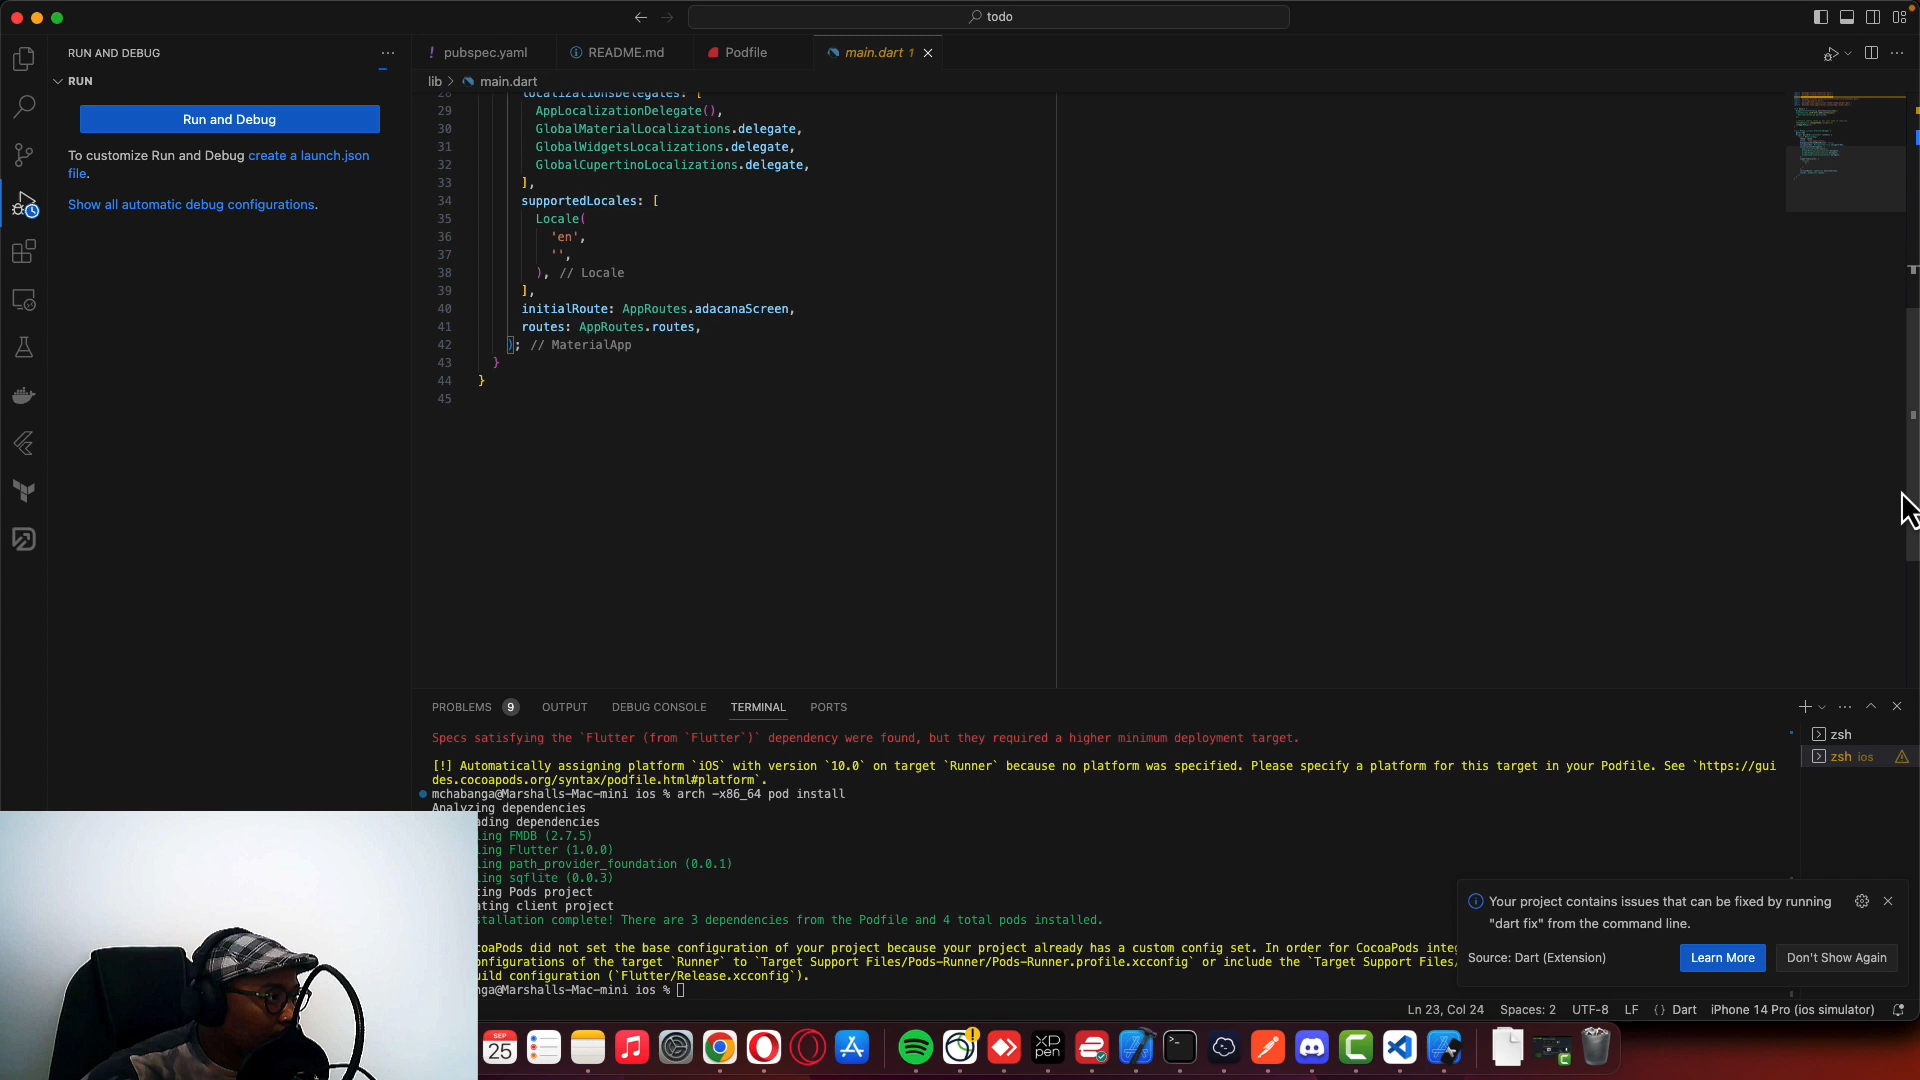 todo
RUN AND DEBUG
RUN
Run and Debug
To customize Run and Debug create a launch.json
file.
Show all automatic debug configurations.
! pubspec.yaml
README.md
Podfile
main.dart 1
lib > main.dart
28 localizationsDelegates: [
29 AppLocalizationDelegate(),
30 GlobalMaterialLocalizations.delegate,
31 GlobalWidgetsLocalizations.delegate,
32 GlobalCupertinoLocalizations.delegate,
33 ],
34 supportedLocales: [
35 Locale(
36 'en',
37 '',
38 ), // Locale
39 ],
40 initialRoute: AppRoutes.adacanaScreen,
41 routes: AppRoutes.routes,
42 ); // MaterialApp
43 }
44 }
45
PROBLEMS 9 OUTPUT DEBUG CONSOLE TERMINAL PORTS
zsh
zsh ios
Specs satisfying the `Flutter (from `Flutter`)` dependency were found, but they required a higher minimum deployment target.
[!] Automatically assigning platform `iOS` with version `10.0` on target `Runner` because no platform was specified. Please specify a platform for this target in your Podfile. See `https://gui
des.cocoapods.org/syntax/podfile.html#platform`.
mchabanga@Marshalls-Mac-mini ios % arch -x86_64 pod install
Analyzing dependencies
ading dependencies
ling FMDB (2.7.5)
ling Flutter (1.0.0)
ling path_provider_foundation (0.0.1)
ling sqflite (0.0.3)
ting Pods project
ating client project
stallation complete! There are 3 dependencies from the Podfile and 4 total pods installed.
coaPods did not set the base configuration of your project because your project already has a custom config set. In order for CocoaPods integ
onfigurations of the target `Runner` to `Target Support Files/Pods-Runner/Pods-Runner.profile.xcconfig` or include the `Target Support Files/
uild configuration (`Flutter/Release.xcconfig`).
nga@Marshalls-Mac-mini ios %
Your project contains issues that can be fixed by running
"dart fix" from the command line.
Source: Dart (Extension)
Learn More
Don't Show Again
Ln 23, Col 24 Spaces: 2 UTF-8 LF { } Dart iPhone 14 Pro (ios simulator)
SEP
25
XP
pen